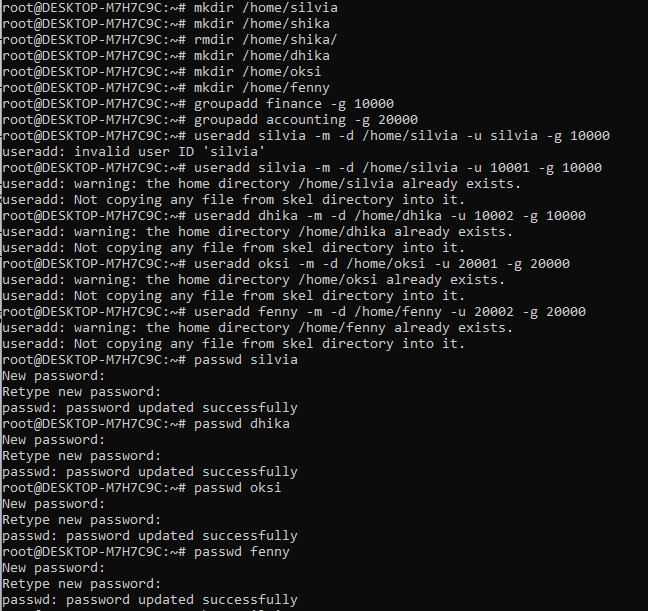 root@DESKTOP-M7H7C9C:~# mkdir /home/silvia
root@DESKTOP-M7H7C9C:~# mkdir /home/shika
root@DESKTOP-M7H7C9C:~# rmdir /home/shika/
root@DESKTOP-M7H7C9C:~# mkdir /home/dhika
root@DESKTOP-M7H7C9C:~# mkdir /home/oksi
root@DESKTOP-M7H7C9C:~# mkdir /home/fenny
root@DESKTOP-M7H7C9C:~# groupadd finance -g 10000
root@DESKTOP-M7H7C9C:~# groupadd accounting -g 20000
root@DESKTOP-M7H7C9C:~# useradd silvia -m -d /home/silvia -u silvia -g 10000
useradd: invalid user ID 'silvia'
root@DESKTOP-M7H7C9C:~# useradd silvia -m -d /home/silvia -u 10001 -g 10000
useradd: warning: the home directory /home/silvia already exists.
useradd: Not copying any file from skel directory into it.
root@DESKTOP-M7H7C9C:~# useradd dhika -m -d /home/dhika -u 10002 -g 10000
useradd: warning: the home directory /home/dhika already exists.
useradd: Not copying any file from skel directory into it.
root@DESKTOP-M7H7C9C:~# useradd oksi -m -d /home/oksi -u 20001 -g 20000
useradd: warning: the home directory /home/oksi already exists.
useradd: Not copying any file from skel directory into it.
root@DESKTOP-M7H7C9C:~# useradd fenny -m -d /home/fenny -u 20002 -g 20000
useradd: warning: the home directory /home/fenny already exists.
useradd: Not copying any file from skel directory into it.
root@DESKTOP-M7H7C9C:~# passwd silvia
New password:
Retype new password:
passwd: password updated successfully
root@DESKTOP-M7H7C9C:~# passwd dhika
New password:
Retype new password:
passwd: password updated successfully
root@DESKTOP-M7H7C9C:~# passwd oksi
New password:
Retype new password:
passwd: password updated successfully
root@DESKTOP-M7H7C9C:~# passwd fenny
New password:
Retype new password:
passwd: password updated successfully